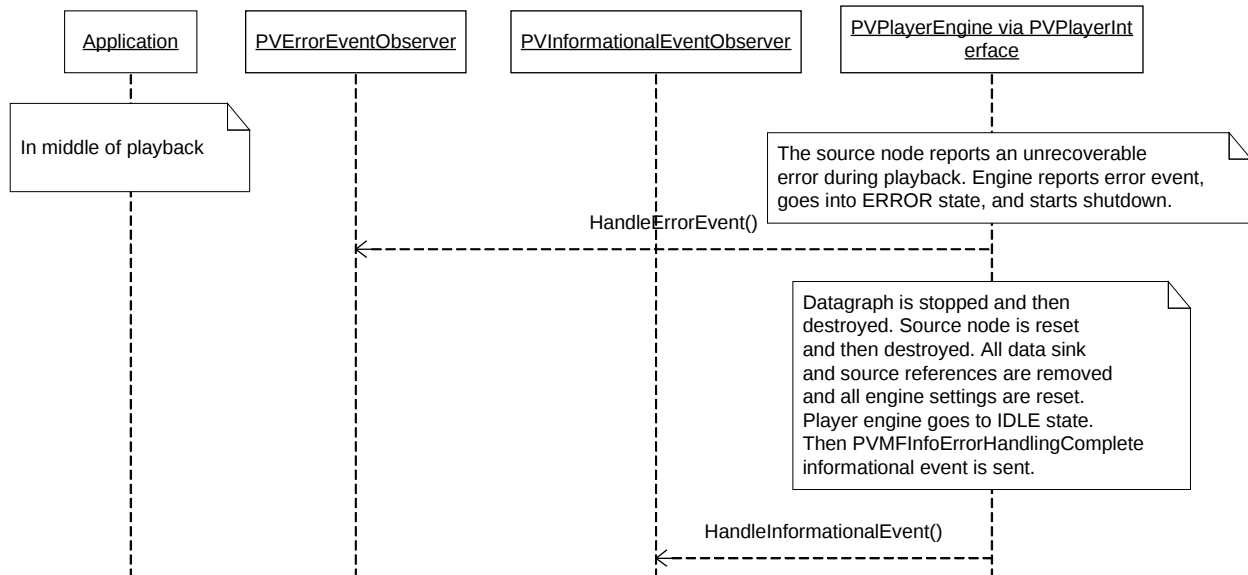 Application
PVErrorEventObserver
PVInformationalEventObserver
PVPlayerEngine via PVPlayerInt
erface
In middle of playback
The source node reports an unrecoverable
error during playback. Engine reports error event,
goes into ERROR state, and starts shutdown.
HandleErrorEvent()
Datagraph is stopped and then
destroyed. Source node is reset
and then destroyed. All data sink
and source references are removed
and all engine settings are reset.
Player engine goes to IDLE state.
Then PVMFInfoErrorHandlingComplete
informational event is sent.
HandleInformationalEvent()